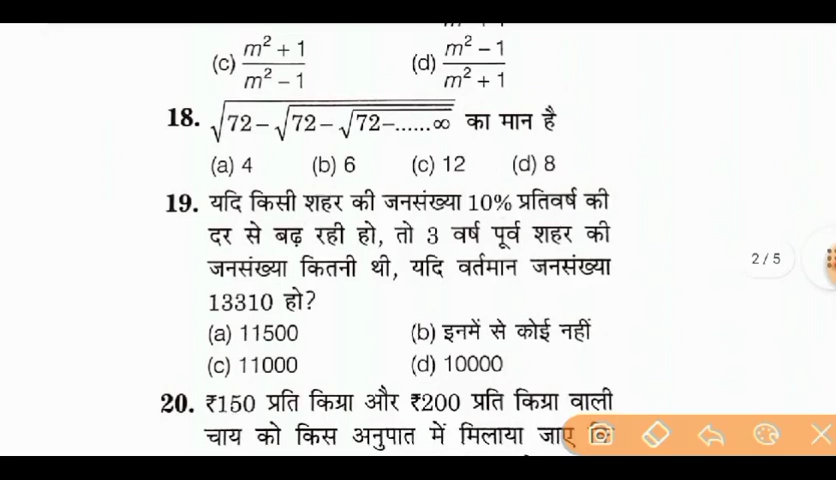 (c) m² + 1 / m² − 1 (d) m² − 1 / m² + 1
18. √72 − √72 − √72 −......∞ का मान है
(a) 4 (b) 6 (c) 12 (d) 8
19. यदि किसी शहर की जनसंख्या 10% प्रतिवर्ष की
दर से बढ़ रही हो, तो 3 वर्ष पूर्व शहर की
जनसंख्या कितनी थी, यदि वर्तमान जनसंख्या
13310 हो?
(a) 11500 (b) इनमें से कोई नहीं
(c) 11000 (d) 10000
2 / 5
20. ₹150 प्रति किग्रा और ₹200 प्रति किग्रा वाली
चाय को किस अनुपात में मिलाया जाए